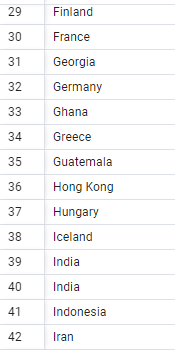 29 Finland
30 France
31 Georgia
32 Germany
33 Ghana
34 Greece
35 Guatemala
36 Hong Kong
37 Hungary
38 Iceland
39 India
40 India
41 Indonesia
42 Iran